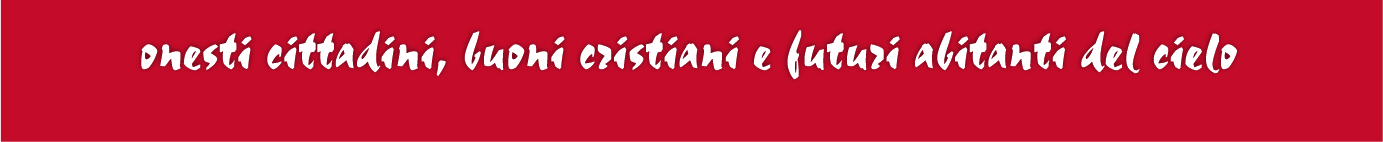 onesti cittadini, buoni cristiani e futuri abitanti del cielo